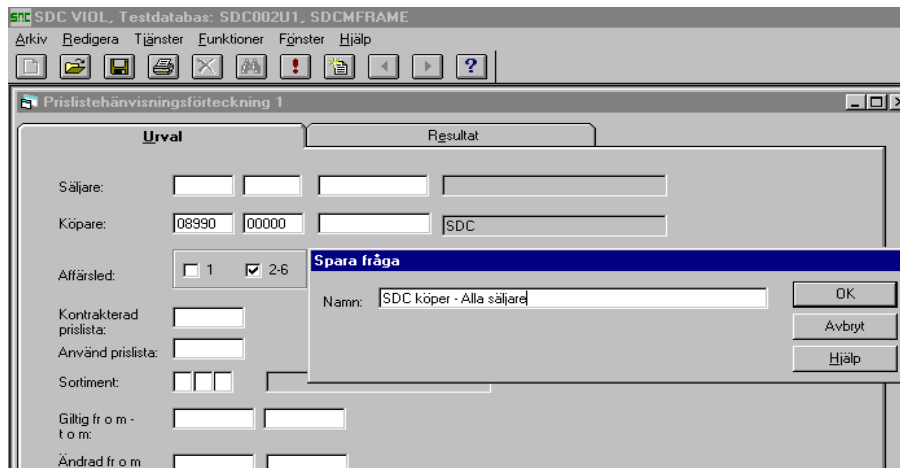 SDC SDC VIOL, Testdatabas: SDC002U1, SDCMFRAME
Arkiv Redigera Tjänster Funktioner Fönster Hjälp
Prislistehänvisningsförteckning 1
Urval Resultat
Säljare:
Köpare: 08990 00000 SDC
Affärsled: 1 2-6
Spara fråga
Namn: SDC köper - Alla säljare OK
Avbryt
Hjälp
Kontrakterad
prislista:
Använd prislista:
Sortiment:
Giltig fr o m -
t o m:
Ändrad fr o m